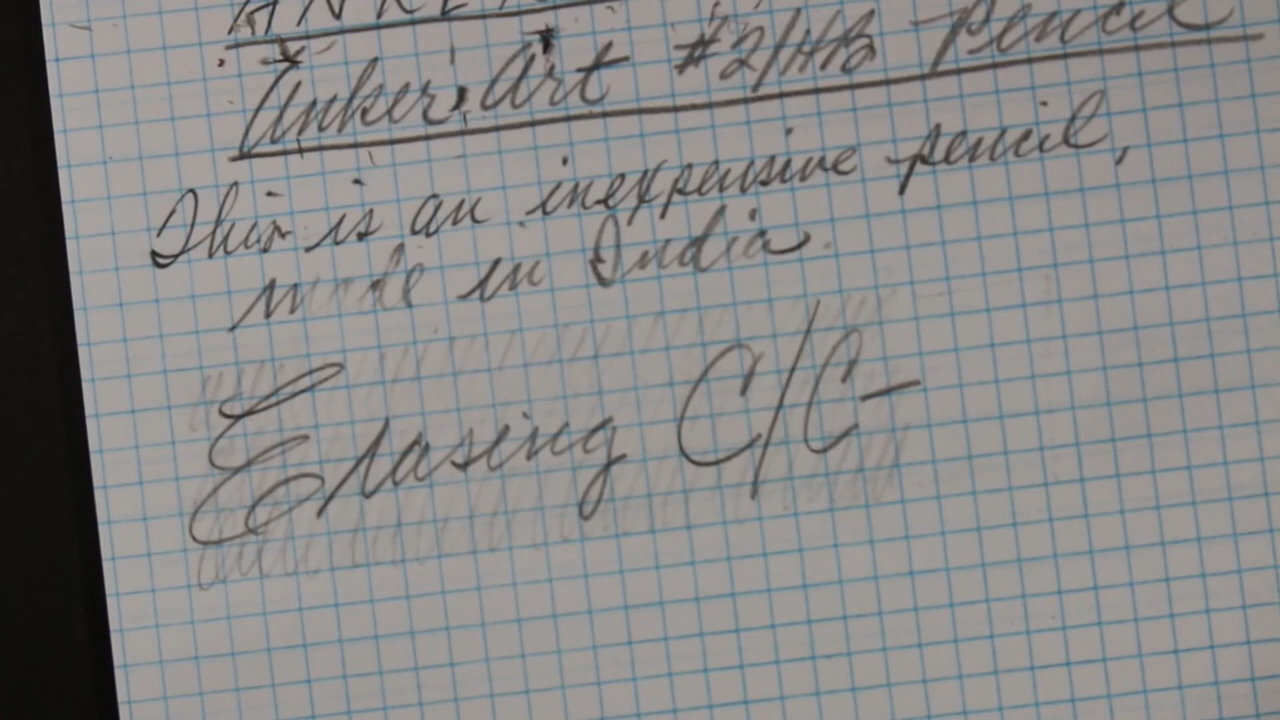 Anker Art #2/HB Pencil
This is an inexpensive pencil,
made in India.
Erasing C/C-